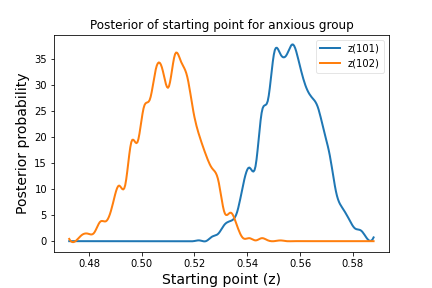 Posterior of starting point for anxious group
z(101)
z(102)
Posterior probability
35
30
25
20
15
10
5
0
0.48 0.50 0.52 0.54 0.56 0.58
Starting point (z)